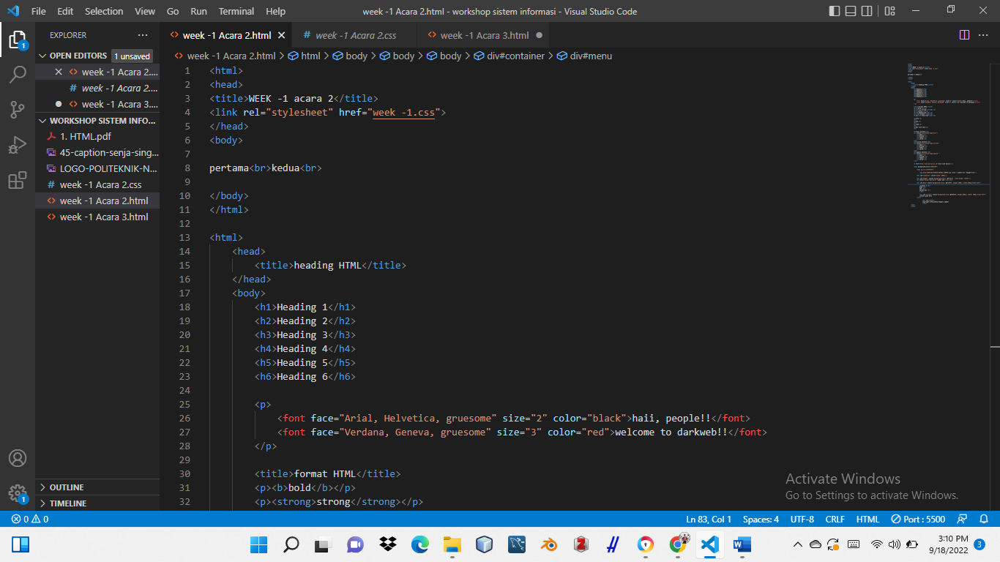 File Edit Selection View Go Run Terminal Help week -1 Acara 2.html - workshop sistem informasi - Visual Studio Code
EXPLORER
OPEN EDITORS 1 unsaved
week -1 Acara 2....
week -1 Acara 2....
week -1 Acara 3....
WORKSHOP SISTEM INFO...
1. HTML.pdf
45-caption-senja-sing...
LOGO-POLITEKNIK-N...
week -1 Acara 2.css
week -1 Acara 2.html
week -1 Acara 3.html
OUTLINE
TIMELINE
1
1
week -1 Acara 2.html week -1 Acara 2.css week -1 Acara 3.html
week -1 Acara 2.html > html > body > body > body > div#container > div#menu
1 <html>
2 <head>
3 <title>WEEK -1 acara 2</title>
4 <link rel="stylesheet" href="week -1.css">
5 </head>
6 <body>
7
8 pertama<br>kedua<br>
9
10 </body>
11 </html>
12
13 <html>
14 <head>
15 <title>heading HTML</title>
16 </head>
17 <body>
18 <h1>Heading 1</h1>
19 <h2>Heading 2</h2>
20 <h3>Heading 3</h3>
21 <h4>Heading 4</h4>
22 <h5>Heading 5</h5>
23 <h6>Heading 6</h6>
24
25 <p>
26 <font face="Arial, Helvetica, gruesome" size="2" color="black">haii, people!!</font>
27 <font face="Verdana, Geneva, gruesome" size="3" color="red">welcome to darkweb!!</font>
28 </p>
29
30 <title>format HTML</title>
31 <p><b>bold</b></p>
32 <p><strong>strong</strong></p>
Activate Windows
Go to Settings to activate Windows.
0 0 Ln 83, Col 1 Spaces: 4 UTF-8 CRLF HTML Port : 5500
3:10 PM
9/18/2022 3